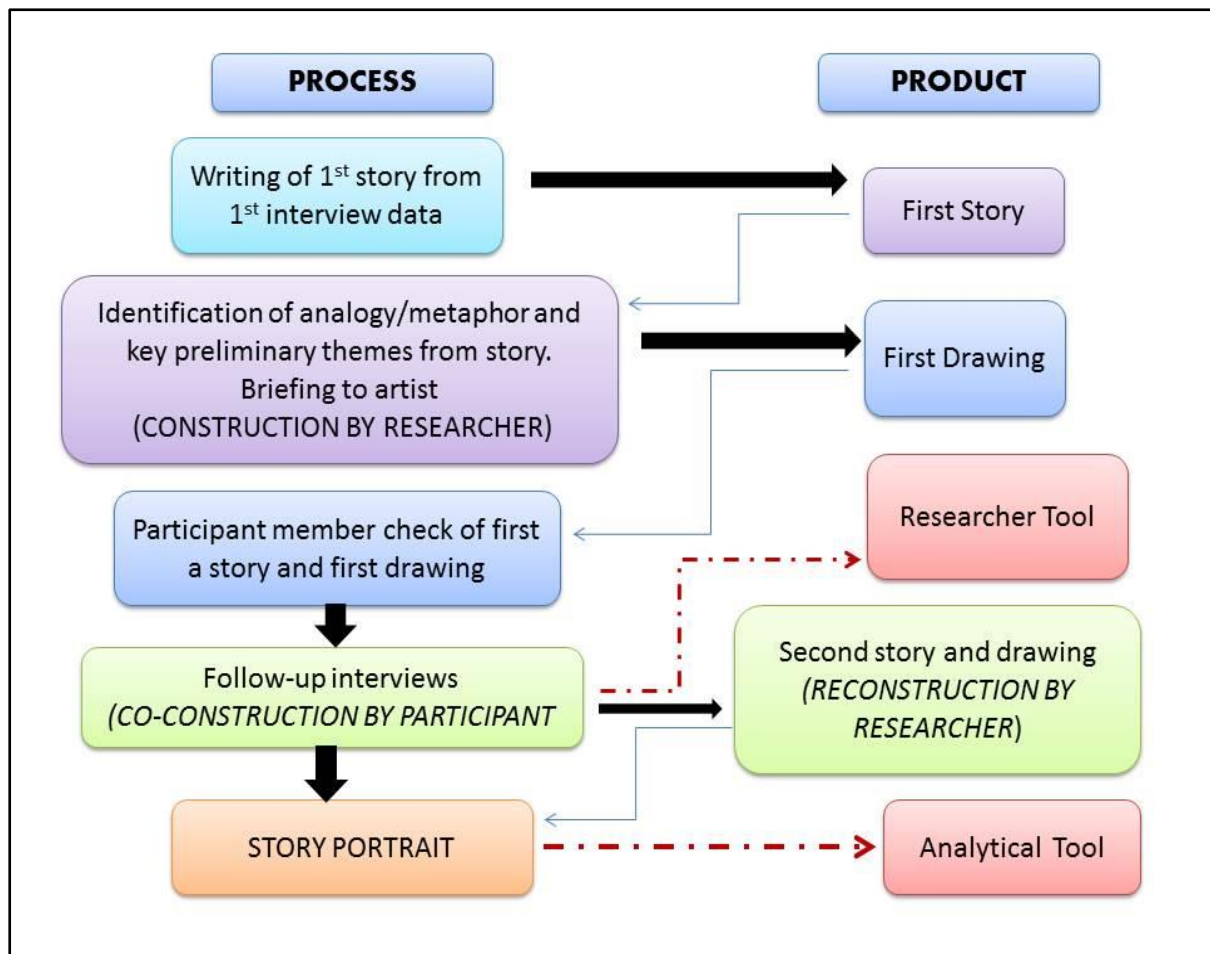 PROCESS
PRODUCT
Writing of 1st story from
1st interview data
First Story
Identification of analogy/metaphor and
key preliminary themes from story.
Briefing to artist
(CONSTRUCTION BY RESEARCHER)
First Drawing
Participant member check of first
a story and first drawing
Researcher Tool
Follow-up interviews
(CO-CONSTRUCTION BY PARTICIPANT
Second story and drawing
(RECONSTRUCTION BY
RESEARCHER)
STORY PORTRAIT
Analytical Tool